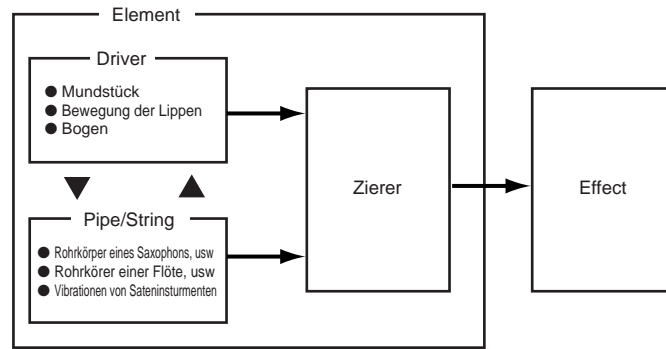 Element
Driver
● Mundstück
● Bewegung der Lippen
● Bogen
Pipe/String
● Rohrkörper eines Saxophons, usw
● Rohrkörer einer Flöte, usw
● Vibrationen von Sateninsturmenten
Zierer
Effect